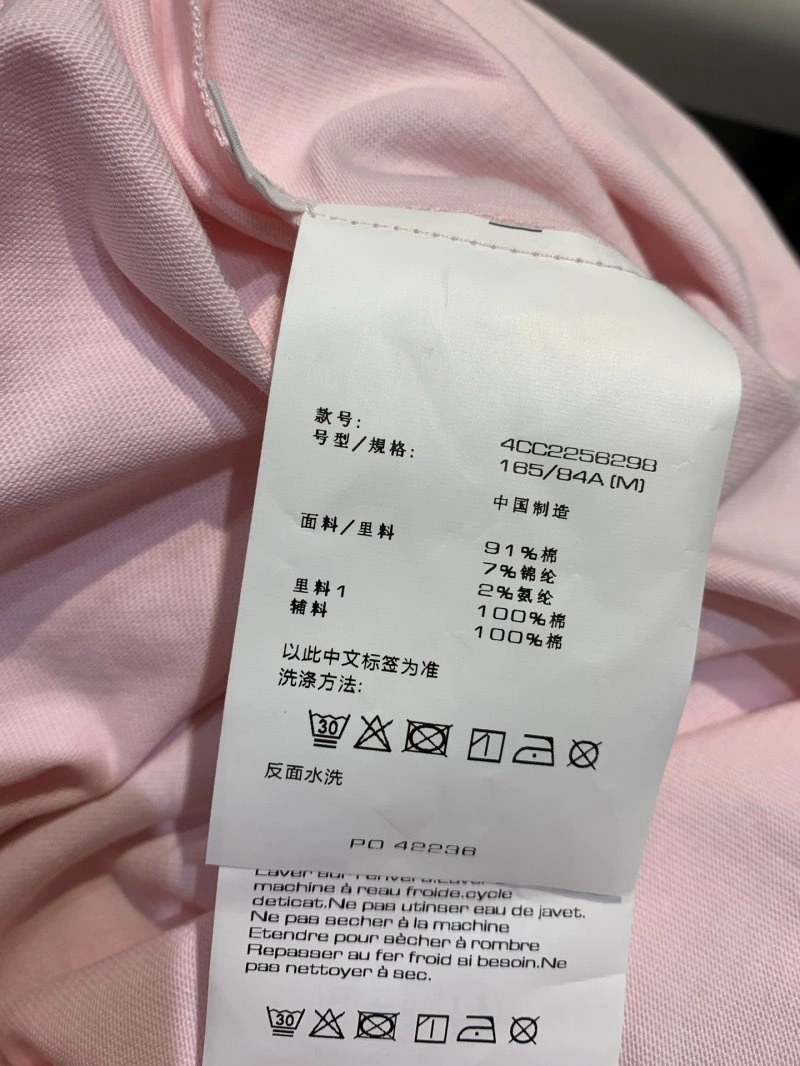 款号:
号型/規格: 4CC2256298
165/84A (M)
中国制造
面料/里料 91%棉
7%锦纶
2%氨纶
里料1 100%棉
辅料 100%棉
以此中文标签为准
洗涤方法:
30
反面水洗
PO 42236
machine à l'eau froide.cycle
deticat.Ne pas utinser eau de javet.
Ne pas secher à la machine
Etendre pour sècher à rombre
Repasser au fer froid si besoin.Ne
pas nettoyer à sec.
30